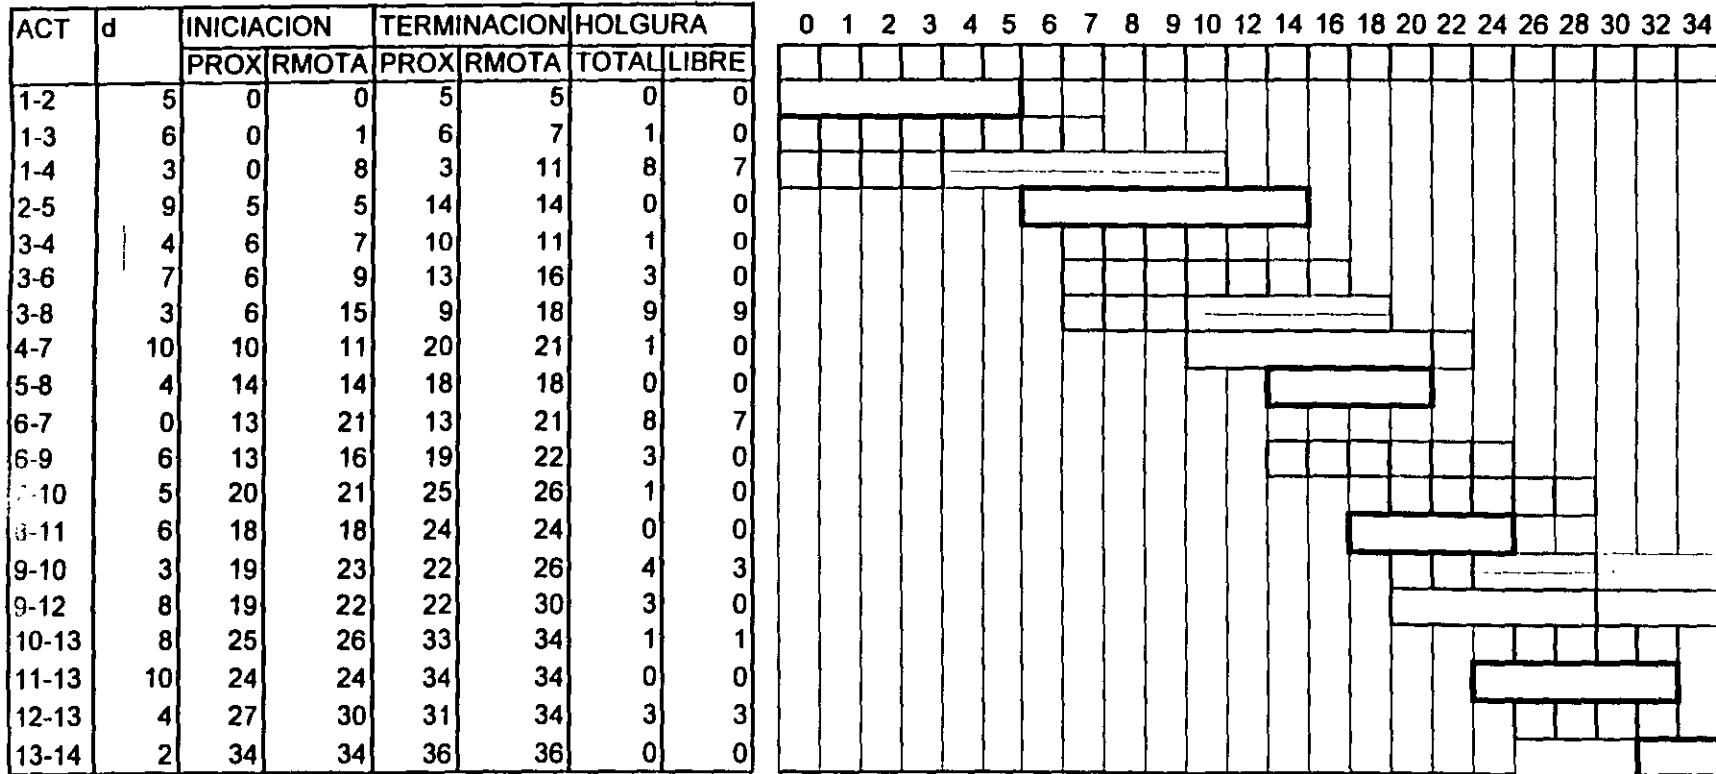 ACT d INICIACION TERMINACION HOLGURA 0 1 2 3 4 5 6 7 8 9 10 12 14 16 18 20 22 24 26 28 30 32 34
PROX RMOTA PROX RMOTA TOTAL LIBRE
1-2 5 0 0 5 5 0 0
1-3 6 0 1 6 7 1 0
1-4 3 0 8 3 11 8 7
2-5 9 5 5 14 14 0 0
3-4 4 6 7 10 11 1 0
3-6 7 6 9 13 16 3 0
3-8 3 6 15 9 18 9 9
4-7 10 10 11 20 21 1 0
5-8 4 14 14 18 18 0 0
6-7 0 13 21 13 21 8 7
6-9 6 13 16 19 22 3 0
-10 5 20 21 25 26 1 0
8-11 6 18 18 24 24 0 0
9-10 3 19 23 22 26 4 3
9-12 8 19 22 22 30 3 0
10-13 8 25 26 33 34 1 1
11-13 10 24 24 34 34 0 0
12-13 4 27 30 31 34 3 3
13-14 2 34 34 36 36 0 0